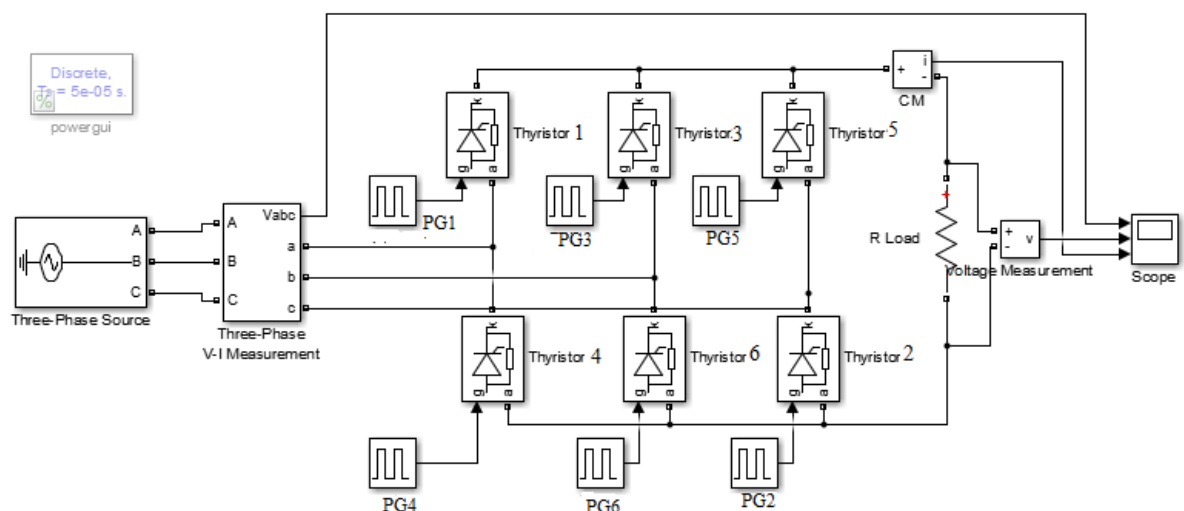 Discrete,
Ts = 5e-05 s.
powergui
i
+
-
CM
k
g
a
Thyristor 1
k
g
a
Thyristor 3
k
g
a
Thyristor 5
PG1
PG3
PG5
A
B
C
Three-Phase Source
A
B
C
Vabc
a
b
c
Three-Phase
V-I Measurement
+
R Load
+
-
v
Voltage Measurement
Scope
k
g
a
Thyristor 4
k
g
a
Thyristor 6
k
g
a
Thyristor 2
PG4
PG6
PG2